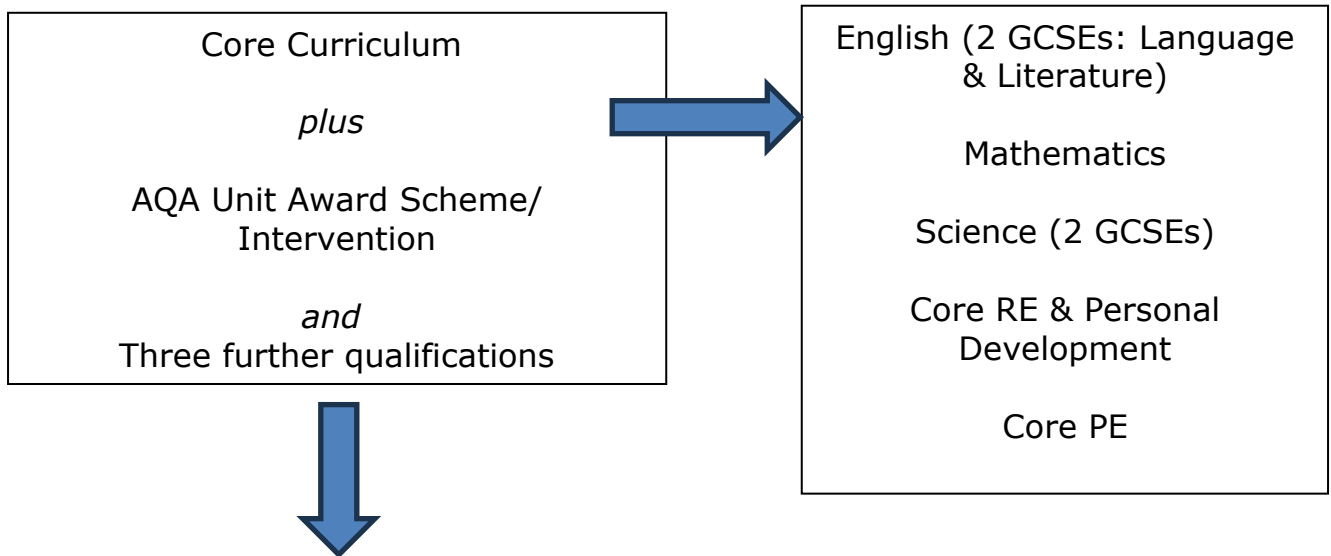 Core Curriculum
plus
AQA Unit Award Scheme/
Intervention
and
Three further qualifications
English (2 GCSEs: Language
& Literature)
Mathematics
Science (2 GCSEs)
Core RE & Personal
Development
Core PE